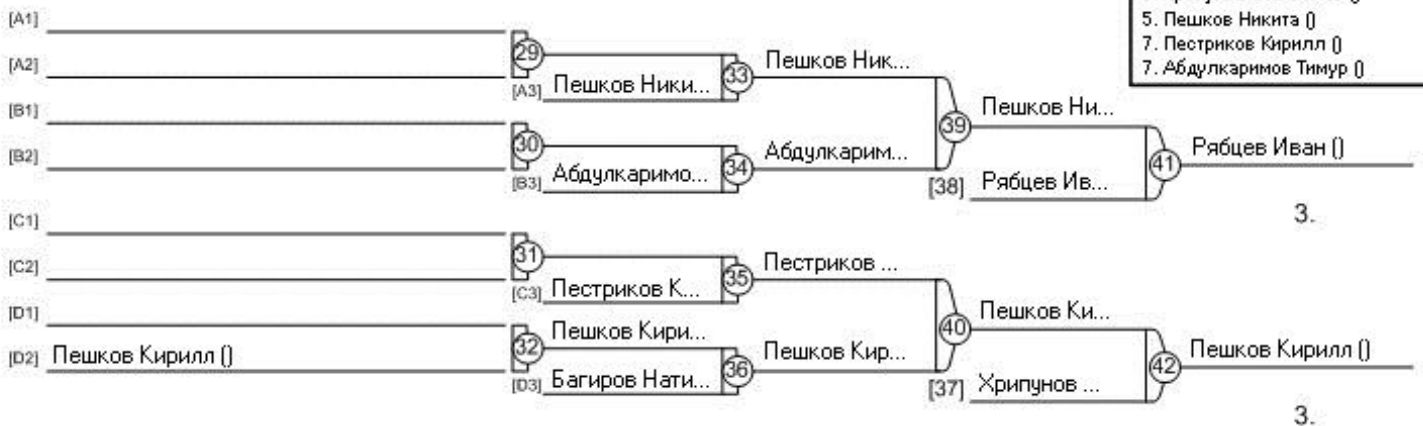 5. Пешков Никита ()
7. Пестриков Кирилл ()
7. Абдулкаримов Тимур ()
[A1]
[A2]
29
[A3] Пешков Ники...
33
Пешков Ник...
[B1]
[B2]
30
[B3] Абдулкаримо...
34
Абдулкарим...
39
Пешков Ни...
[38] Рябцев Ив...
41
Рябцев Иван ()
3.
[C1]
[C2]
31
[C3] Пестриков К...
35
Пестриков ...
[D1]
[D2] Пешков Кирилл ()
32
Пешков Кири...
[D3] Багиров Нати...
36
Пешков Кир...
40
Пешков Ки...
[37] Хрипунов ...
42
Пешков Кирилл ()
3.